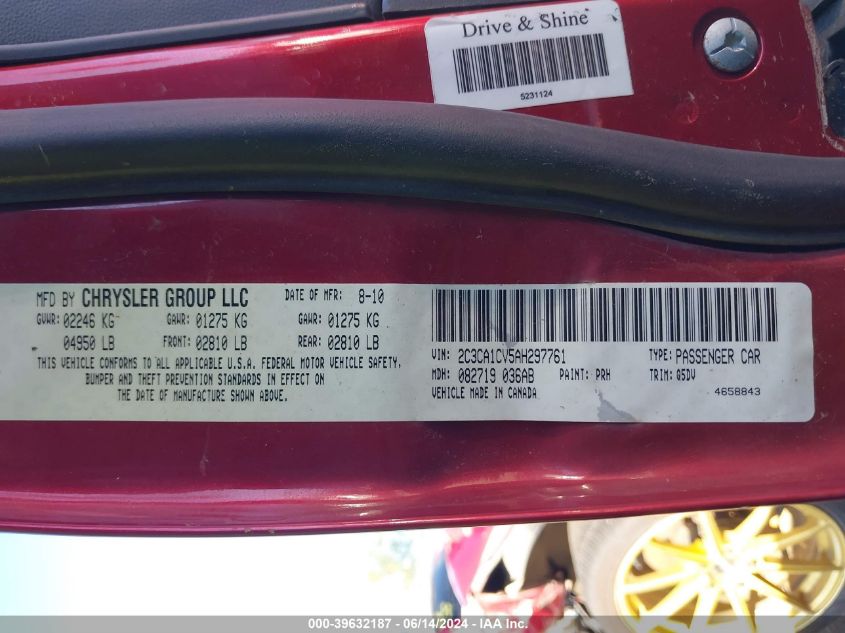 Drive & Shine
5231124
MFD BY CHRYSLER GROUP LLC DATE OF MFR: 8-10
GVWR: 02246 KG GAWR: 01275 KG GAWR: 01275 KG
04950 LB FRONT: 02810 LB REAR: 02810 LB
THIS VEHICLE CONFORMS TO ALL APPLICABLE U.S.A. FEDERAL MOTOR VEHICLE SAFETY,
BUMPER AND THEFT PREVENTION STANDARDS IN EFFECT ON
THE DATE OF MANUFACTURE SHOWN ABOVE.
VIN: 2C3CA1CV5AH297761 TYPE: PASSENGER CAR
MDH: 082719 036AB PAINT: PRH TRIM: Q5DV
VEHICLE MADE IN CANADA 4658843
000-39632187 - 06/14/2024 - IAA Inc.